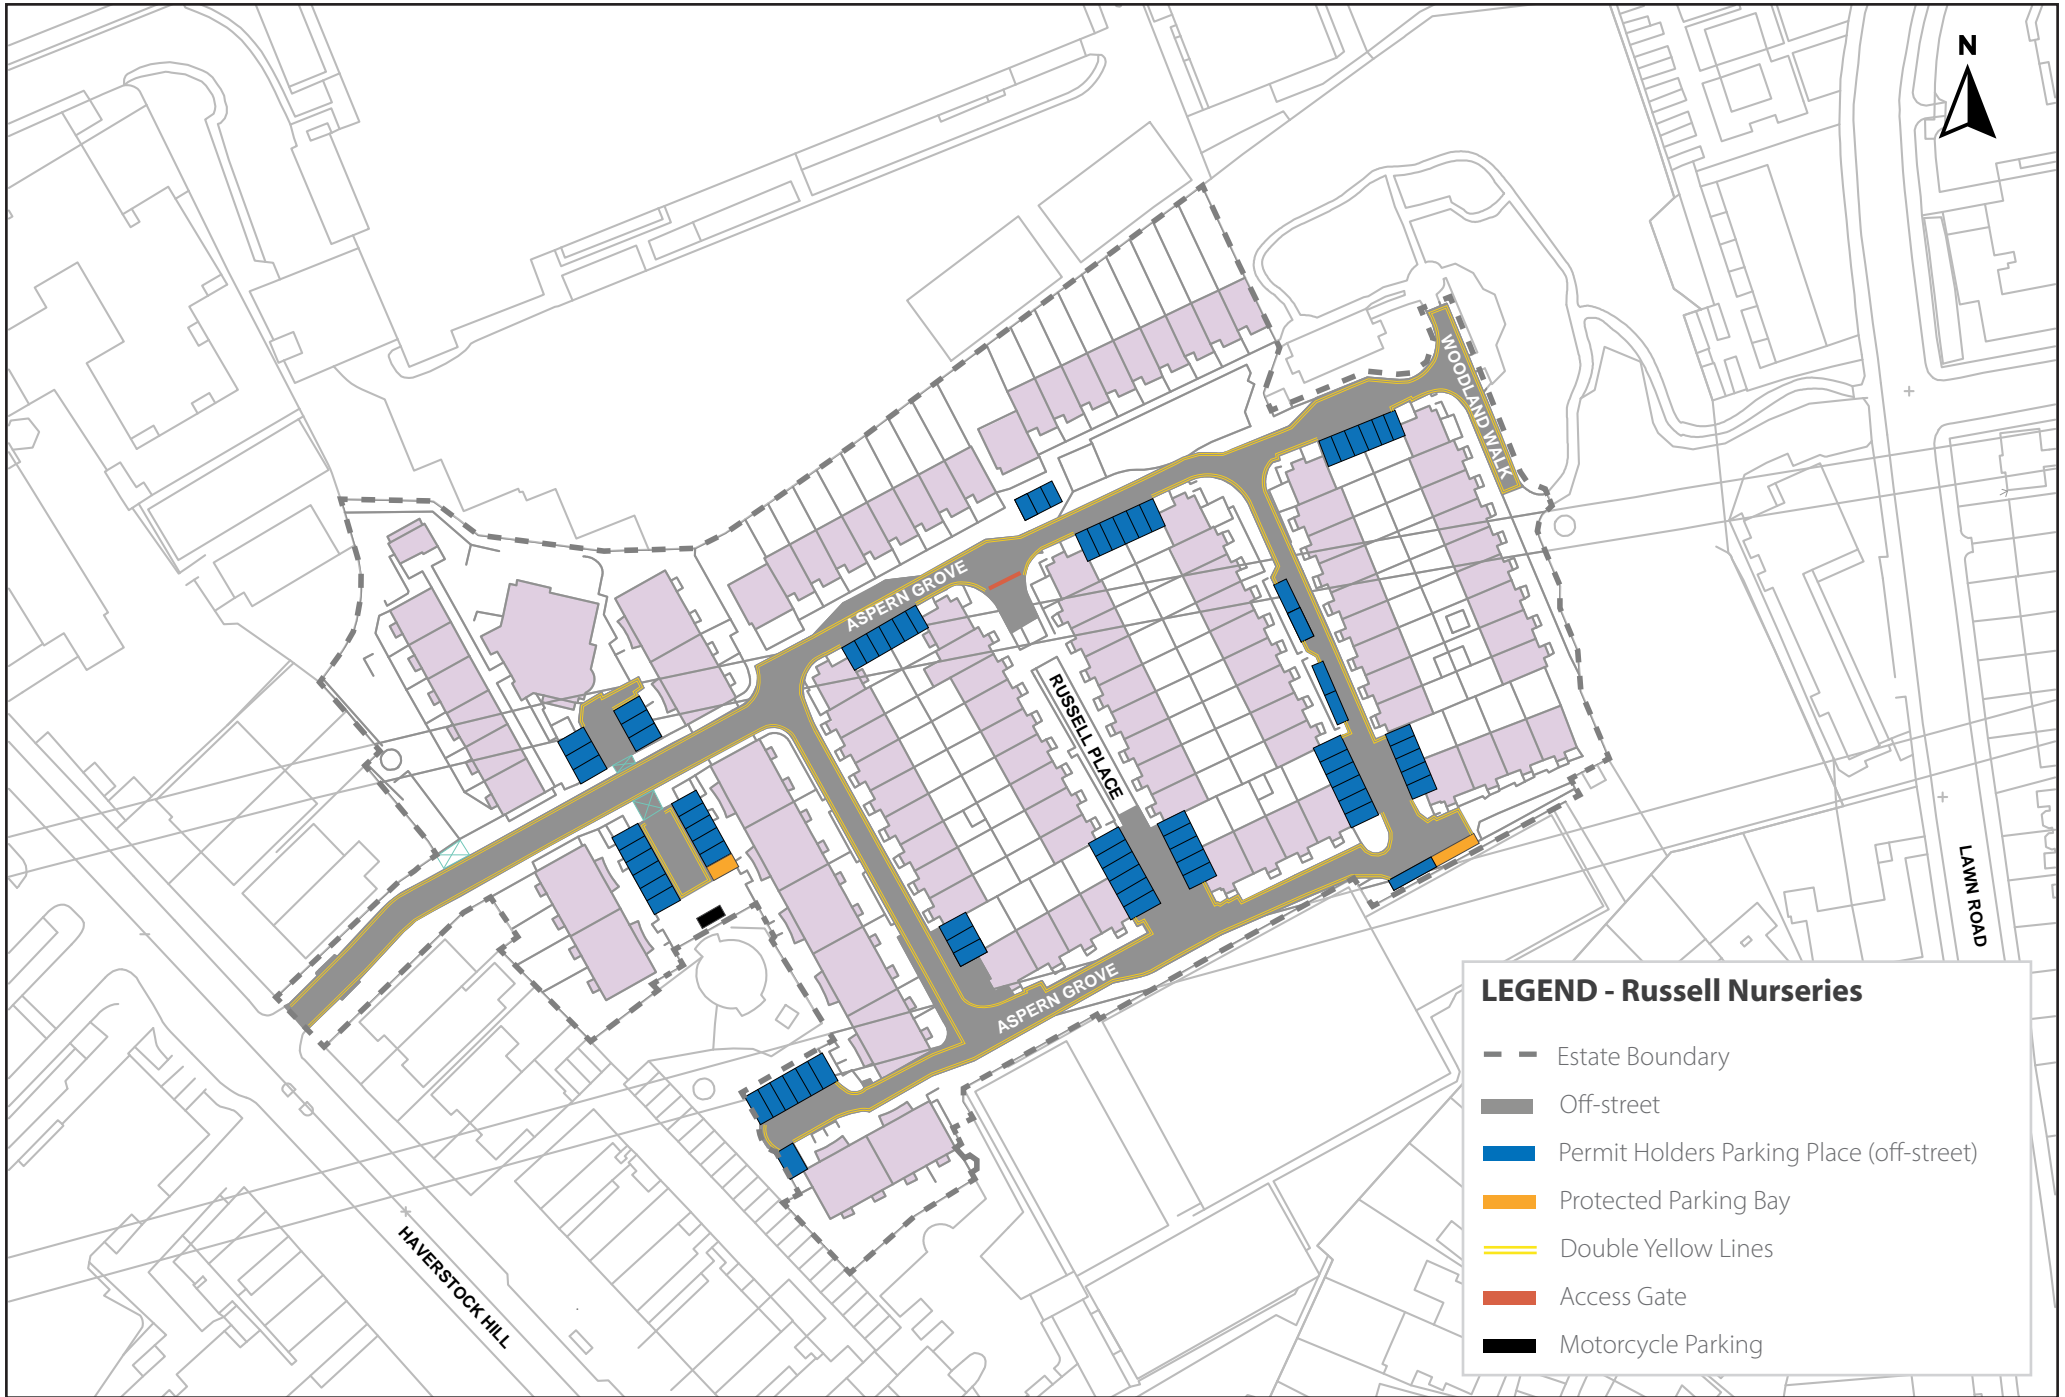 N
WOODLAND WALK
ASPERN GROVE
RUSSELL PLACE
LAWN ROAD
ASPERN GROVE
HAVERSTOCK HILL
LEGEND - Russell Nurseries
Estate Boundary
Off-street
Permit Holders Parking Place (off-street)
Protected Parking Bay
Double Yellow Lines
Access Gate
Motorcycle Parking